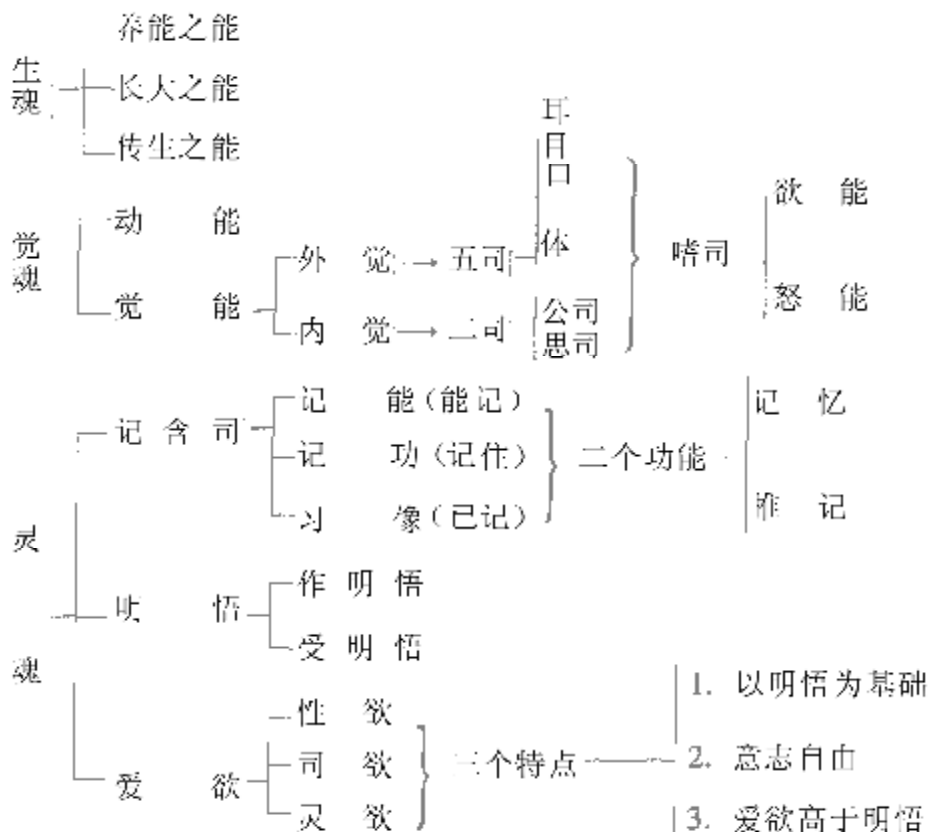 养能之能
生魂
长大之能
传生之能
耳
目
口
体
觉魂
动 能
觉 能
外 觉 五司
内 觉 二司
公司
思司
嗜司
欲 能
怒 能
灵魂
记含司
记 能（能记）
记 功（记住）
习 像（已记）
二个功能
记 忆
推 记
明 悟
作明悟
受明悟
爱 欲
性 欲
司 欲
灵 欲
三个特点
1. 以明悟为基础
2. 意志自由
3. 爱欲高于明悟